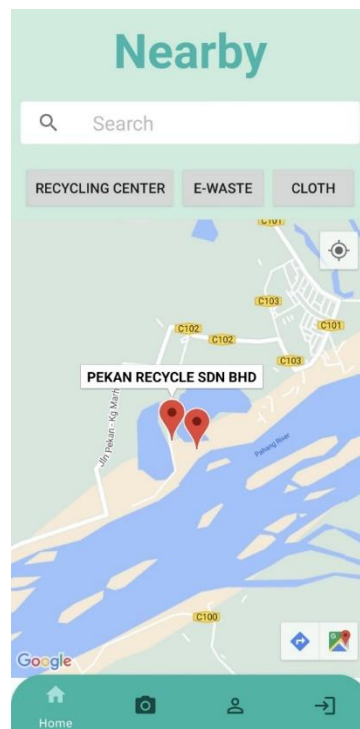 Nearby
Search
RECYCLING CENTER
E-WASTE
CLOTH
C101
C103
C102
C102
C101
C103
PEKAN RECYCLE SDN BHD
Jln Pekan - Kg Marh
Pahang River
C100
Google
Home